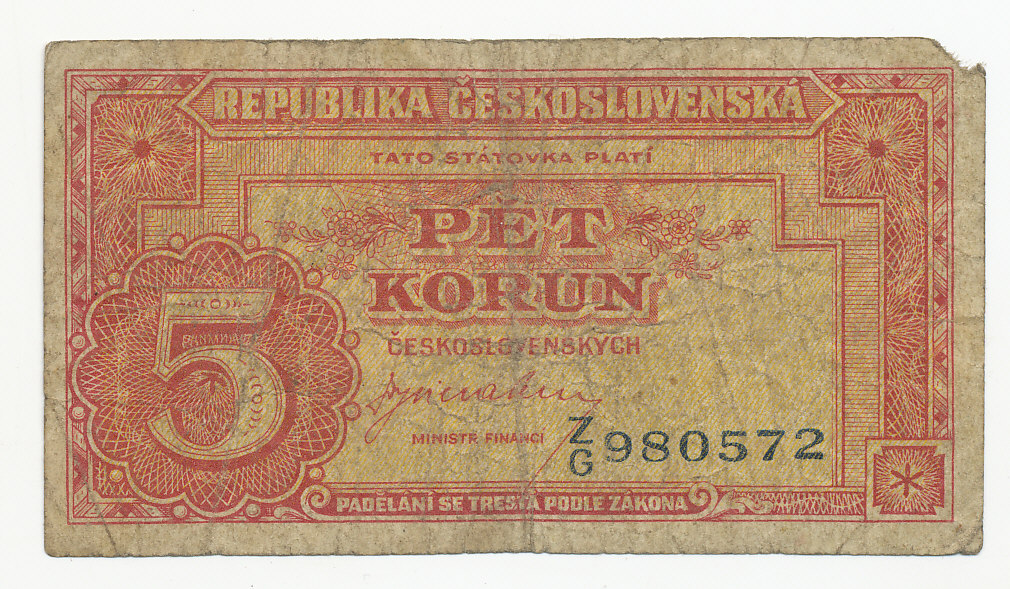 REPUBLIKA ČESKOSLOVENSKÁ
TATO STÁTOVKA PLATÍ
PĚT
KORUN
ČESKOSLOVENSKÝCH
5
MINISTR FINANCÍ
Z/G 980572
PADĚLÁNÍ SE TRESTÁ PODLE ZÁKONA